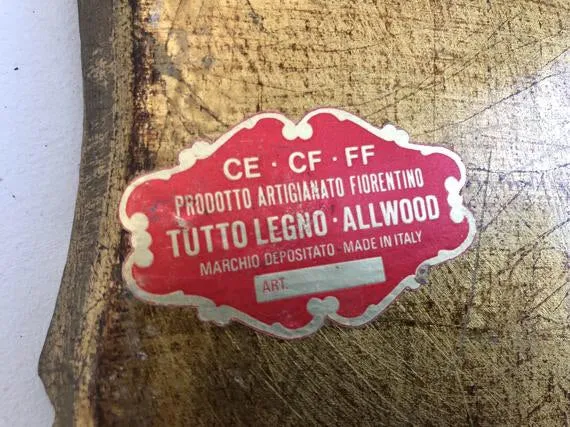 CE · CF · FF
PRODOTTO ARTIGIANATO FIORENTINO
TUTTO LEGNO · ALLWOOD
MARCHIO DEPOSITATO - MADE IN ITALY
ART.